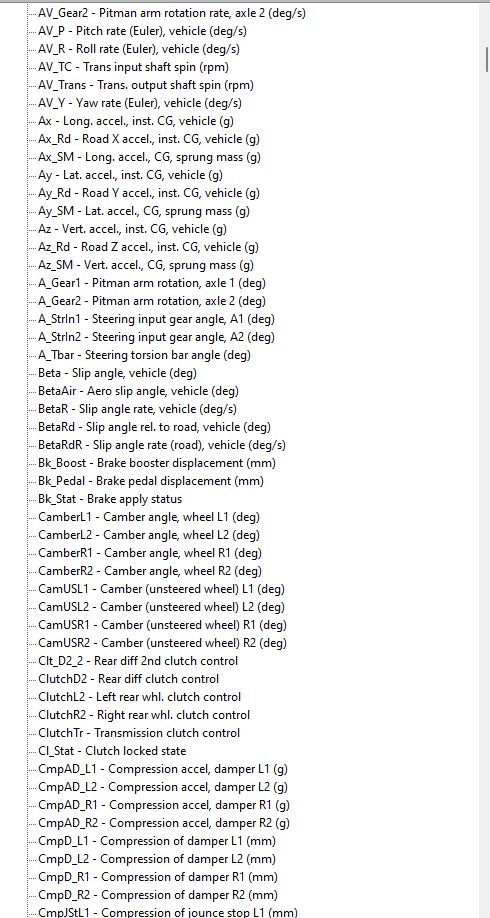 AV_Gear2 - Pitman arm rotation rate, axle 2 (deg/s)
AV_P - Pitch rate (Euler), vehicle (deg/s)
AV_R - Roll rate (Euler), vehicle (deg/s)
AV_TC - Trans input shaft spin (rpm)
AV_Trans - Trans. output shaft spin (rpm)
AV_Y - Yaw rate (Euler), vehicle (deg/s)
Ax - Long. accel., inst. CG, vehicle (g)
Ax_Rd - Road X accel., inst. CG, vehicle (g)
Ax_SM - Long. accel., CG, sprung mass (g)
Ay - Lat. accel., inst. CG, vehicle (g)
Ay_Rd - Road Y accel., inst. CG, vehicle (g)
Ay_SM - Lat. accel., CG, sprung mass (g)
Az - Vert. accel., inst. CG, vehicle (g)
Az_Rd - Road Z accel., inst. CG, vehicle (g)
Az_SM - Vert. accel., CG, sprung mass (g)
A_Gear1 - Pitman arm rotation, axle 1 (deg)
A_Gear2 - Pitman arm rotation, axle 2 (deg)
A_StrIn1 - Steering input gear angle, A1 (deg)
A_StrIn2 - Steering input gear angle, A2 (deg)
A_Tbar - Steering torsion bar angle (deg)
Beta - Slip angle, vehicle (deg)
BetaAir - Aero slip angle, vehicle (deg)
BetaR - Slip angle rate, vehicle (deg/s)
BetaRd - Slip angle rel. to road, vehicle (deg)
BetaRdR - Slip angle rate (road), vehicle (deg/s)
Bk_Boost - Brake booster displacement (mm)
Bk_Pedal - Brake pedal displacement (mm)
Bk_Stat - Brake apply status
CamberL1 - Camber angle, wheel L1 (deg)
CamberL2 - Camber angle, wheel L2 (deg)
CamberR1 - Camber angle, wheel R1 (deg)
CamberR2 - Camber angle, wheel R2 (deg)
CamUSL1 - Camber (unsteered wheel) L1 (deg)
CamUSL2 - Camber (unsteered wheel) L2 (deg)
CamUSR1 - Camber (unsteered wheel) R1 (deg)
CamUSR2 - Camber (unsteered wheel) R2 (deg)
Clt_D2_2 - Rear diff 2nd clutch control
ClutchD2 - Rear diff clutch control
ClutchL2 - Left rear whl. clutch control
ClutchR2 - Right rear whl. clutch control
ClutchTr - Transmission clutch control
Cl_Stat - Clutch locked state
CmpAD_L1 - Compression accel, damper L1 (g)
CmpAD_L2 - Compression accel, damper L2 (g)
CmpAD_R1 - Compression accel, damper R1 (g)
CmpAD_R2 - Compression accel, damper R2 (g)
CmpD_L1 - Compression of damper L1 (mm)
CmpD_L2 - Compression of damper L2 (mm)
CmpD_R1 - Compression of damper R1 (mm)
CmpD_R2 - Compression of damper R2 (mm)
CmpJStL1 - Compression of jounce stop L1 (mm)